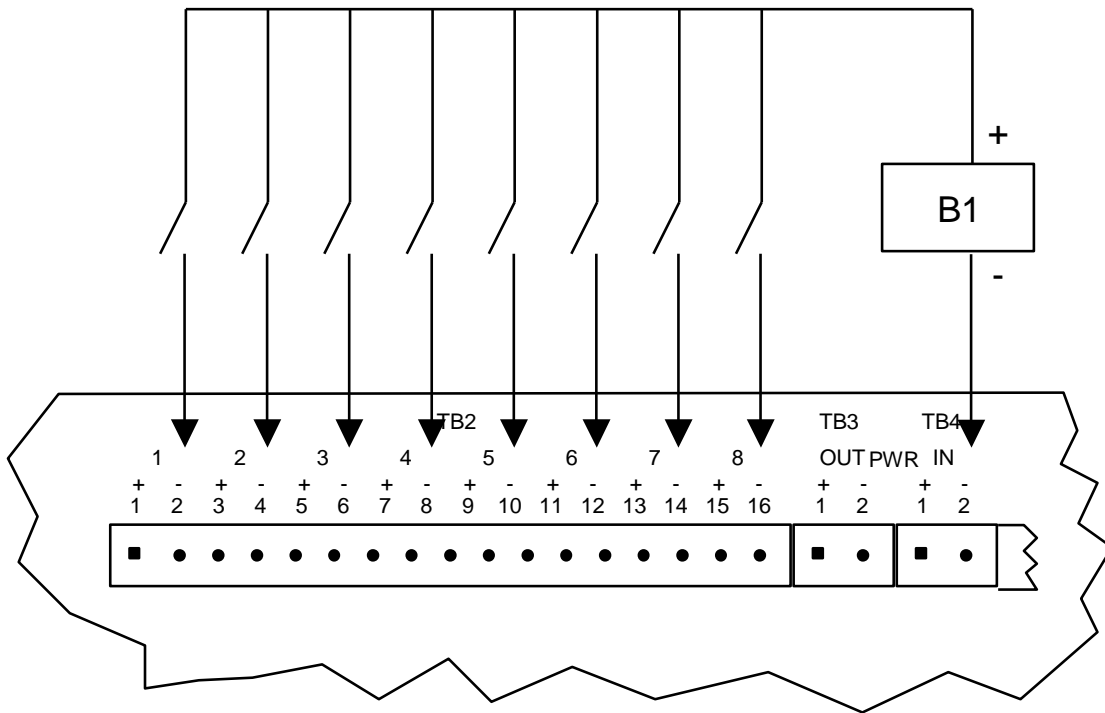 +
B1
-
TB2 TB3 TB4
1 2 3 4 5 6 7 8 OUT PWR IN
+ - + - + - + - + - + - + - + - + - + -
1 2 3 4 5 6 7 8 9 10 11 12 13 14 15 16 1 2 1 2